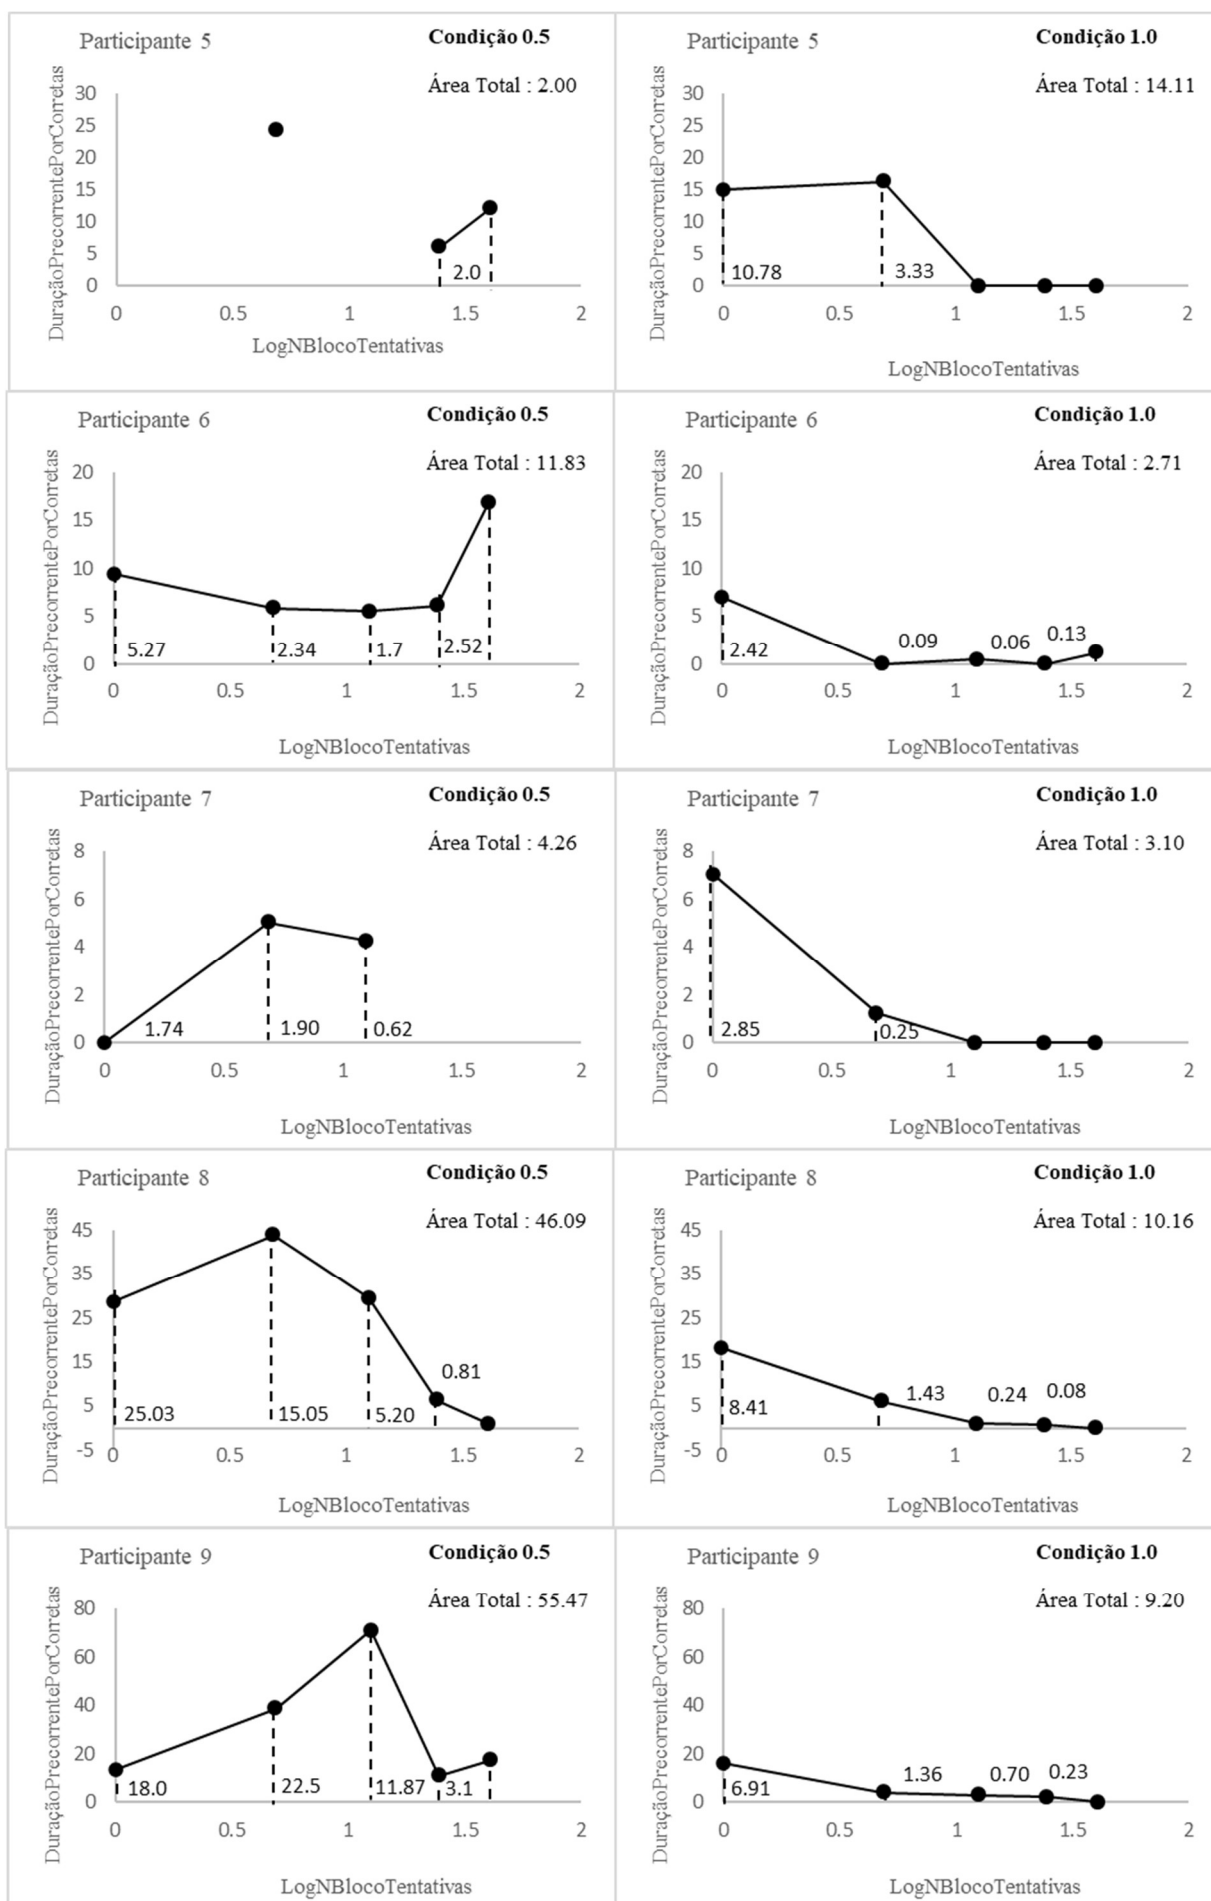 Participante 5
Condição 0.5
Área Total : 2.00
DuraçãoPrecorrentePorCorretas
30
25
20
15
10
5
0
2.0
0 0.5 1 1.5 2
LogNBlocoTentativas
Participante 5
Condição 1.0
Área Total : 14.11
DuraçãoPrecorrentePorCorretas
30
25
20
15
10
5
0
10.78 3.33
0 0.5 1 1.5 2
LogNBlocoTentativas
Participante 6
Condição 0.5
Área Total : 11.83
DuraçãoPrecorrentePorCorretas
20
15
10
5
0
5.27 2.34 1.7 2.52
0 0.5 1 1.5 2
LogNBlocoTentativas
Participante 6
Condição 1.0
Área Total : 2.71
DuraçãoPrecorrentePorCorretas
20
15
10
5
0
2.42 0.09 0.06 0.13
0 0.5 1 1.5 2
LogNBlocoTentativas
Participante 7
Condição 0.5
Área Total : 4.26
DuraçãoPrecorrentePorCorretas
8
6
4
2
0
1.74 1.90 0.62
0 0.5 1 1.5 2
LogNBlocoTentativas
Participante 7
Condição 1.0
Área Total : 3.10
DuraçãoPrecorrentePorCorretas
8
6
4
2
0
2.85 0.25
0 0.5 1 1.5 2
LogNBlocoTentativas
Participante 8
Condição 0.5
Área Total : 46.09
DuraçãoPrecorrentePorCorretas
45
35
25
15
5
-5
25.03 15.05 5.20 0.81
0 0.5 1 1.5 2
LogNBlocoTentativas
Participante 8
Condição 1.0
Área Total : 10.16
DuraçãoPrecorrentePorCorretas
45
35
25
15
5
-5
8.41 1.43 0.24 0.08
0 0.5 1 1.5 2
LogNBlocoTentativas
Participante 9
Condição 0.5
Área Total : 55.47
DuraçãoPrecorrentePorCorretas
80
60
40
20
0
18.0 22.5 11.87 3.1
0 0.5 1 1.5 2
LogNBlocoTentativas
Participante 9
Condição 1.0
Área Total : 9.20
DuraçãoPrecorrentePorCorretas
80
60
40
20
0
6.91 1.36 0.70 0.23
0 0.5 1 1.5 2
LogNBlocoTentativas